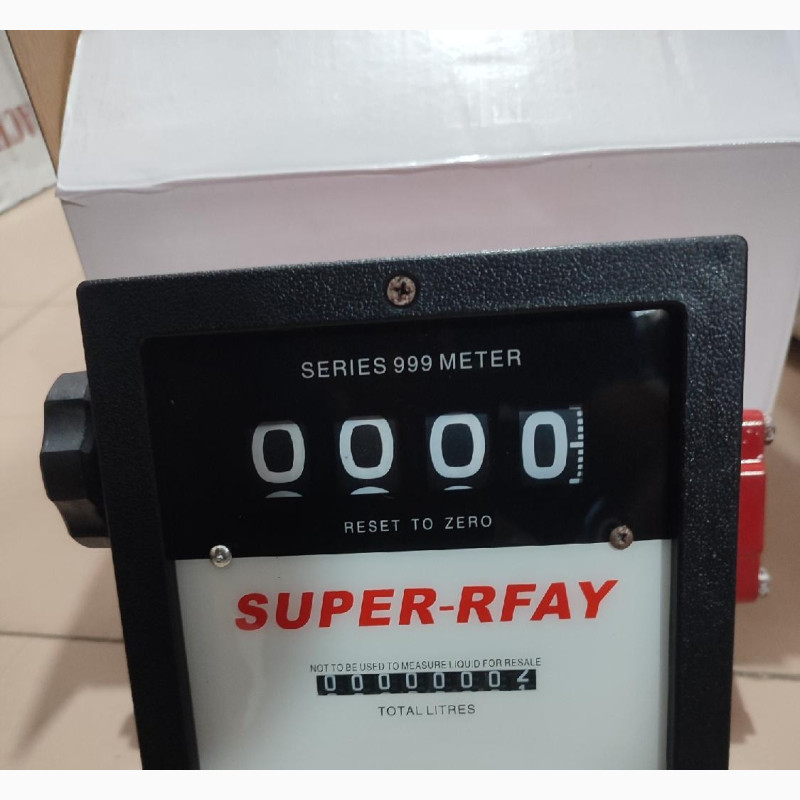 SERIES 999 METER
0000
RESET TO ZERO
SUPER-RFAY
NOT TO BE USED TO MEASURE LIQUID FOR RESALE
0000002
TOTAL LITRES